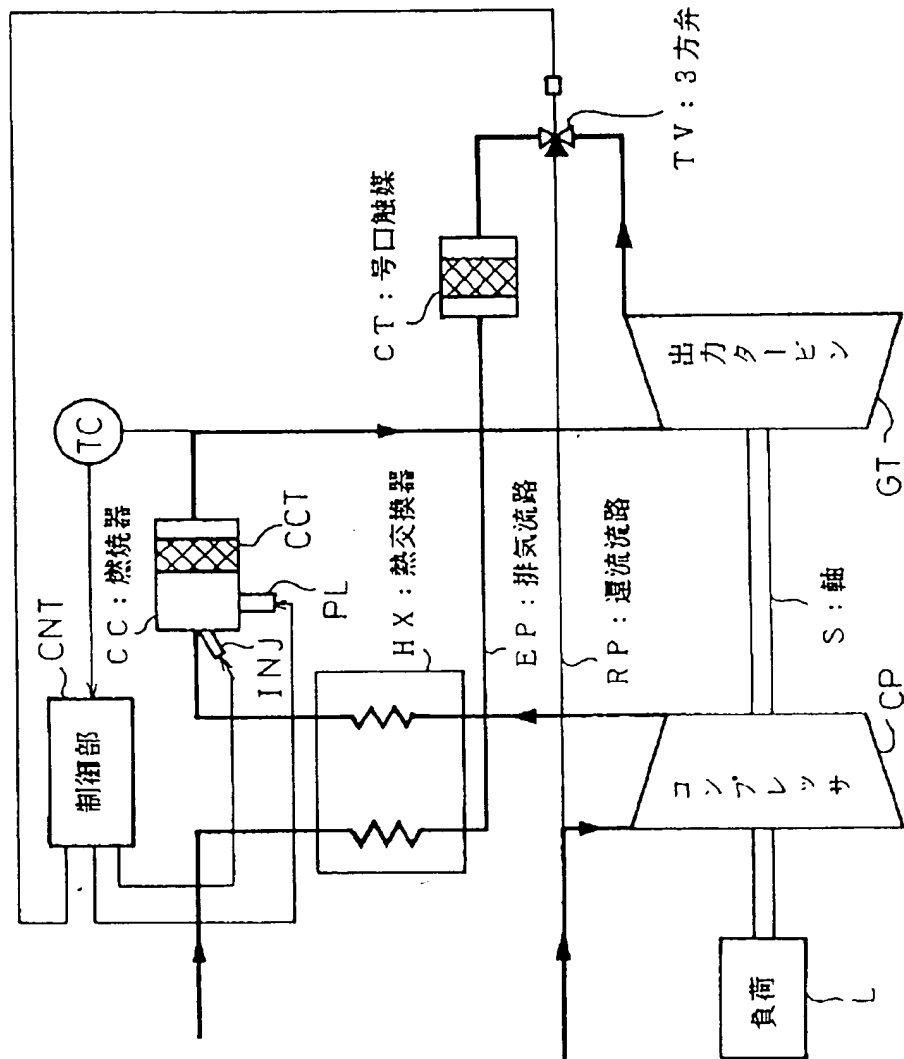 CNT
制御部
TC
CC：燃焼器
CCT
PL
INJ
HX：熱交換器
CT：号口触媒
EP：排気流路
RP：還流流路
TV：3方弁
負荷
L
コンプレッサ
CP
S：軸
出力タービン
GT